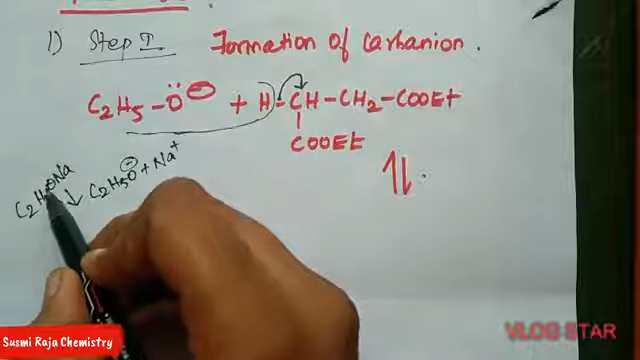 1) Step I Formation of carbanion.
C2H5-Ö⊖ + H-CH-CH2-COOEt
|
COOEt
C2H5ONa
↓
C2H5O⊖ + Na+
⇅
VLOG STAR
Susmi Raja Chemistry